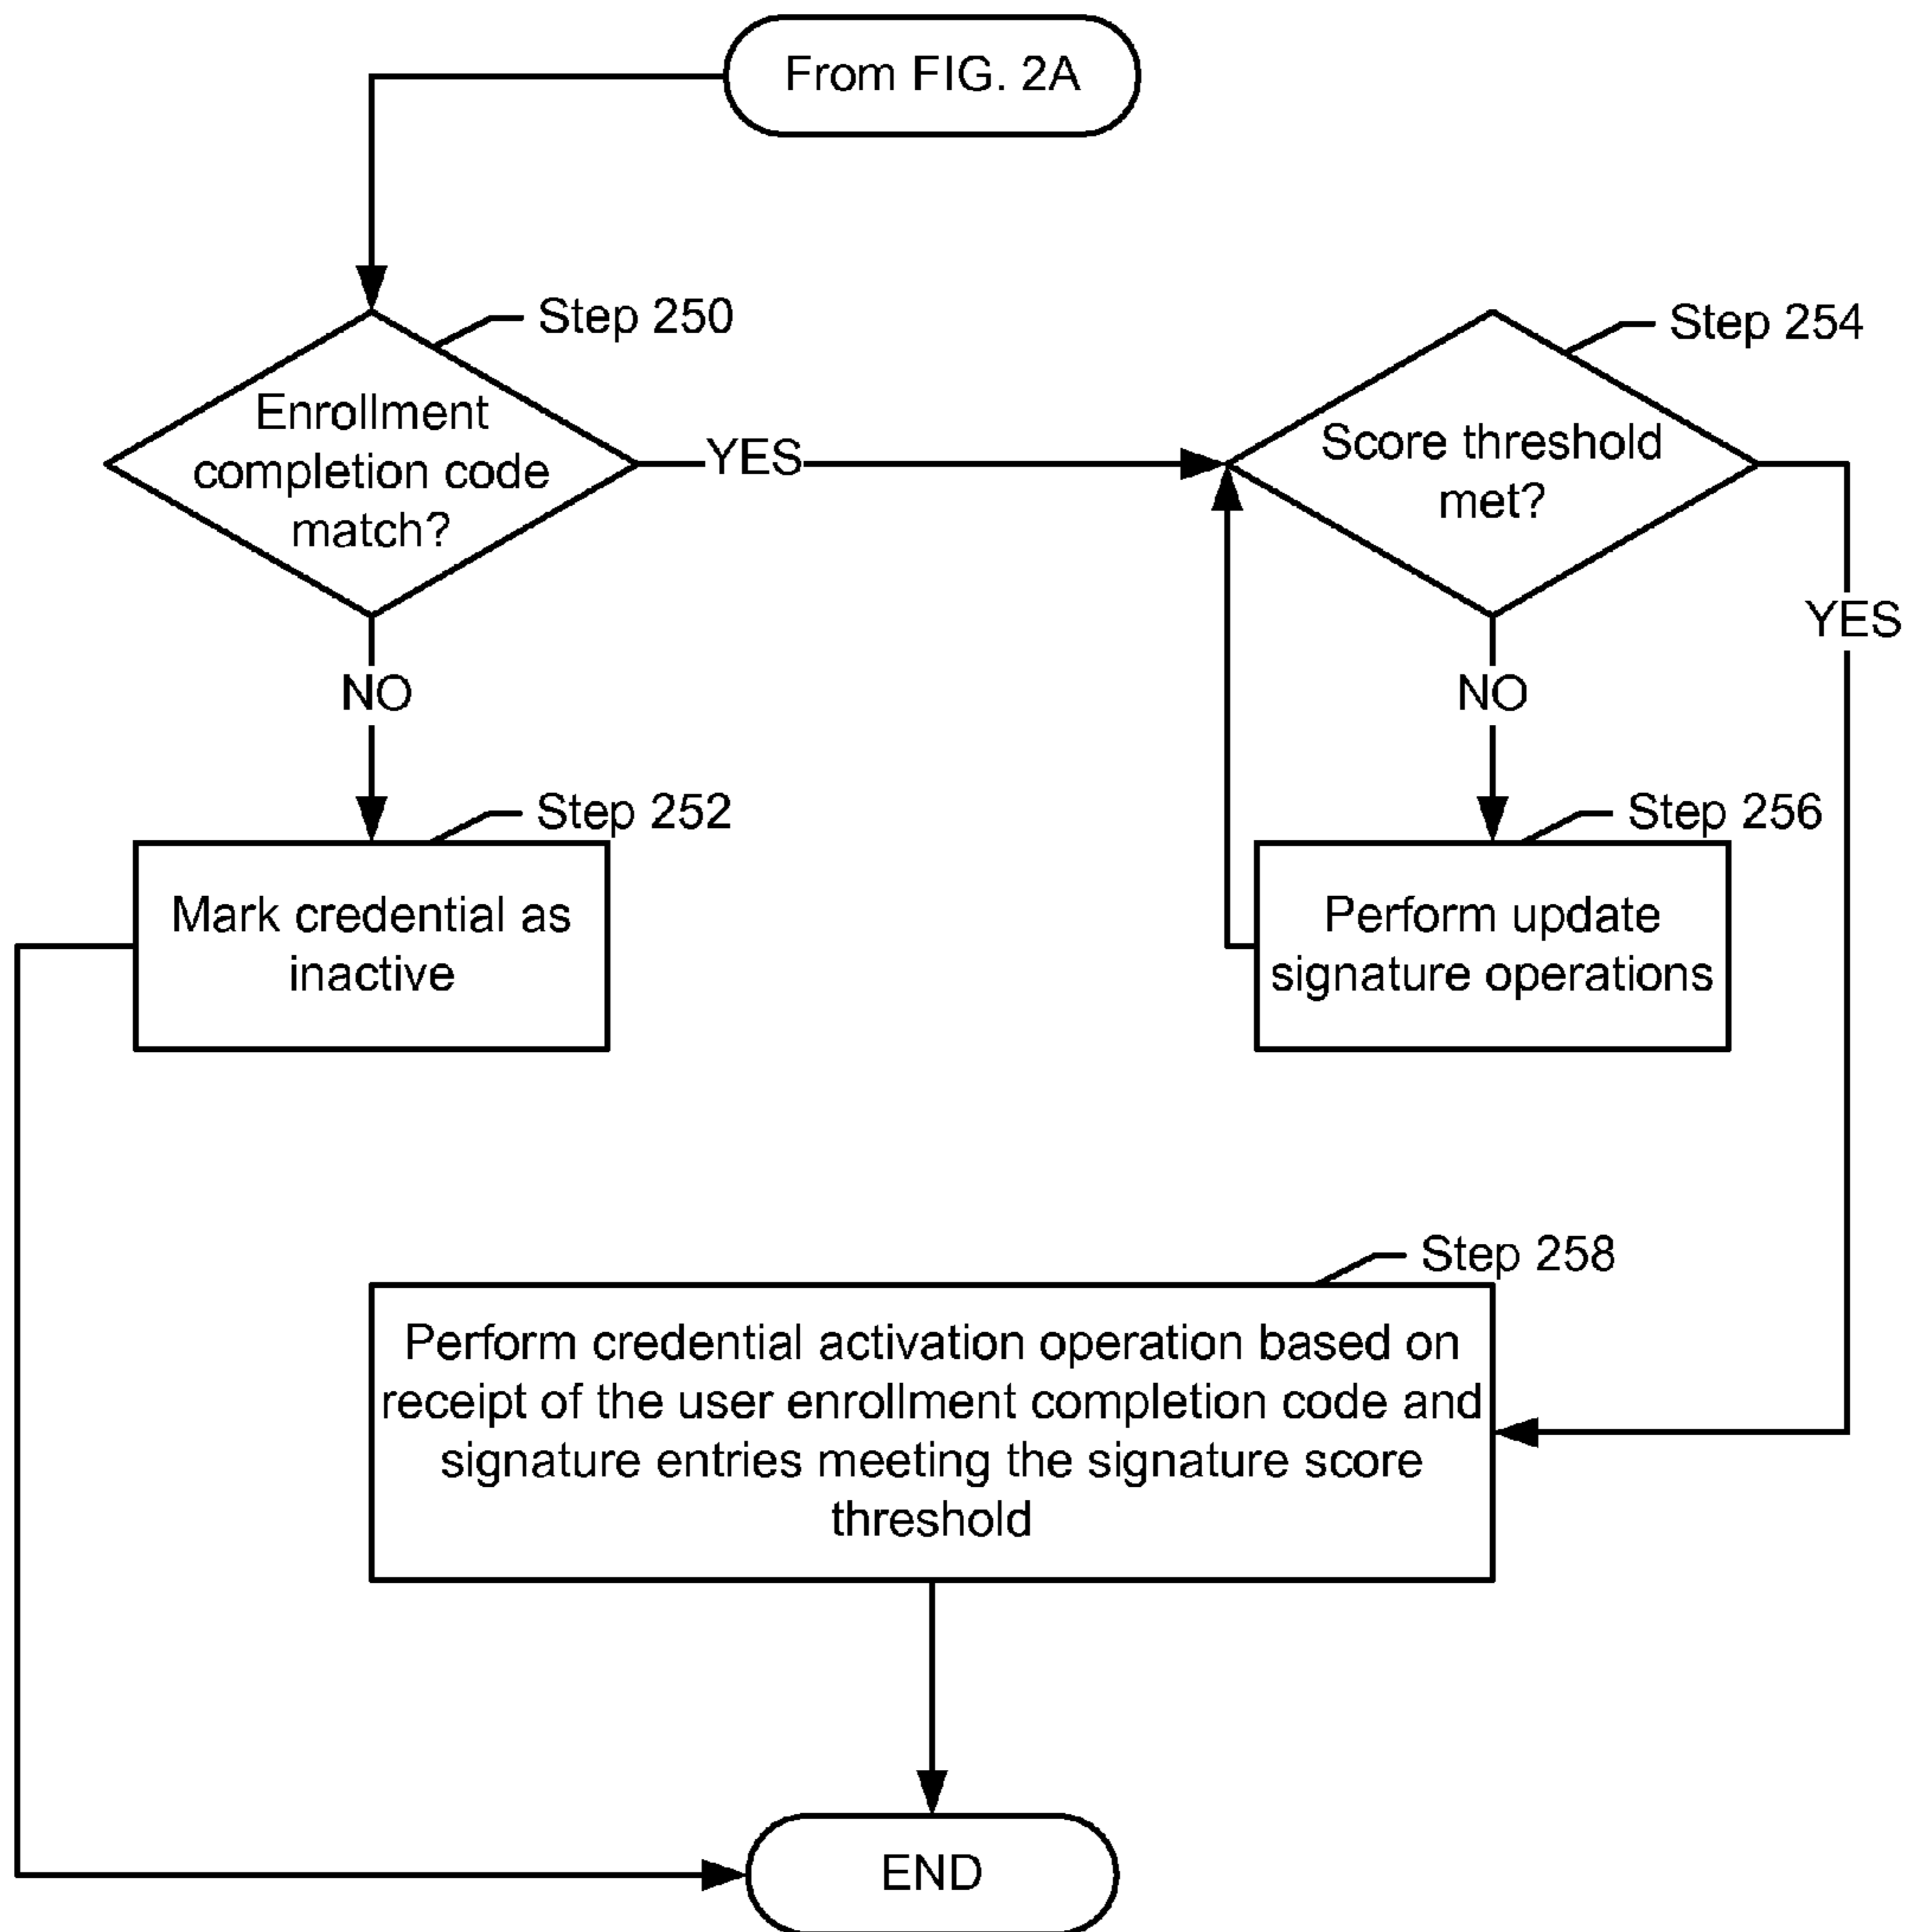 From FIG. 2A
Step 250
Enrollment
completion code
match?
YES
Step 254
Score threshold
met?
YES
NO
NO
Step 252
Mark credential as
inactive
Step 256
Perform update
signature operations
Step 258
Perform credential activation operation based on
receipt of the user enrollment completion code and
signature entries meeting the signature score
threshold
END